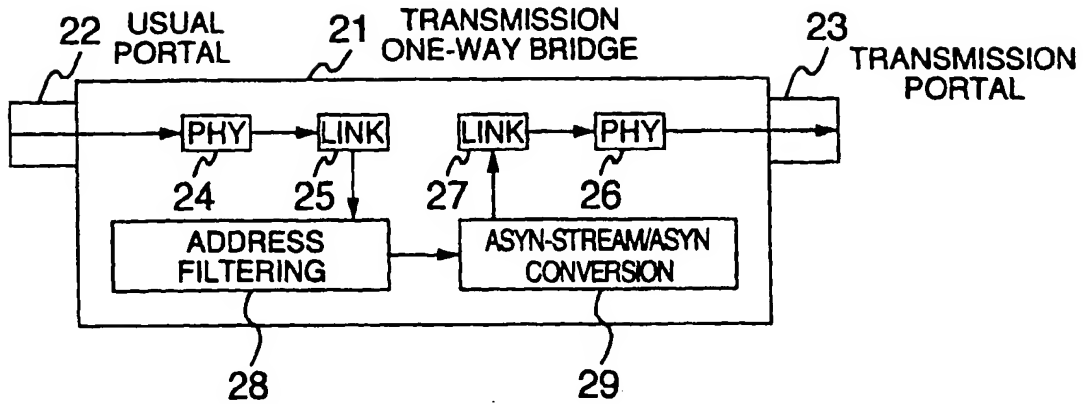 22
USUAL
PORTAL
21
TRANSMISSION
ONE-WAY BRIDGE
23
TRANSMISSION
PORTAL
PHY
LINK
LINK
PHY
24
25
27
26
ADDRESS
FILTERING
ASYN-STREAM/ASYN
CONVERSION
28
29